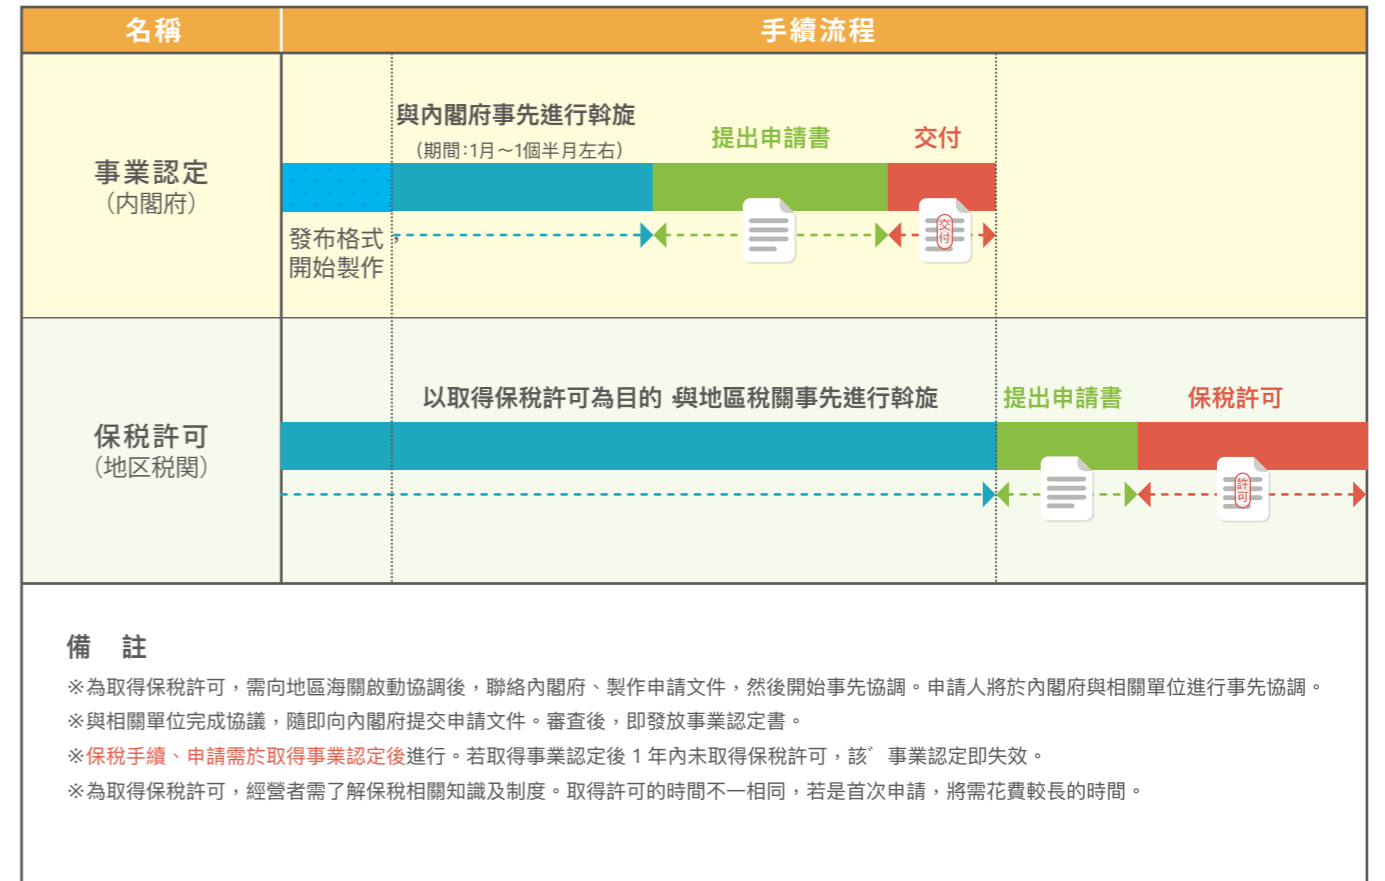 名稱
手續流程
事業認定
（内閣府）
與內閣府事先進行斡旋
（期間：1月～1個半月左右）
提出申請書
交付
發布格式，
開始製作
交付
保税許可
（地区税関）
以取得保稅許可為目的，與地區稅關事先進行斡旋
提出申請書
保稅許可
許可
備 註
※為取得保稅許可，需向地區海關啟動協調後，聯絡內閣府、製作申請文件，然後開始事先協調。申請人將於內閣府與相關單位進行事先協調。
※與相關單位完成協議，隨即向內閣府提交申請文件。審查後，即發放事業認定書。
※保稅手續、申請需於取得事業認定後進行。若取得事業認定後 1 年內未取得保稅許可，該゛事業認定即失效。
※為取得保稅許可，經營者需了解保稅相關知識及制度。取得許可的時間不一相同，若是首次申請，將需花費較長的時間。